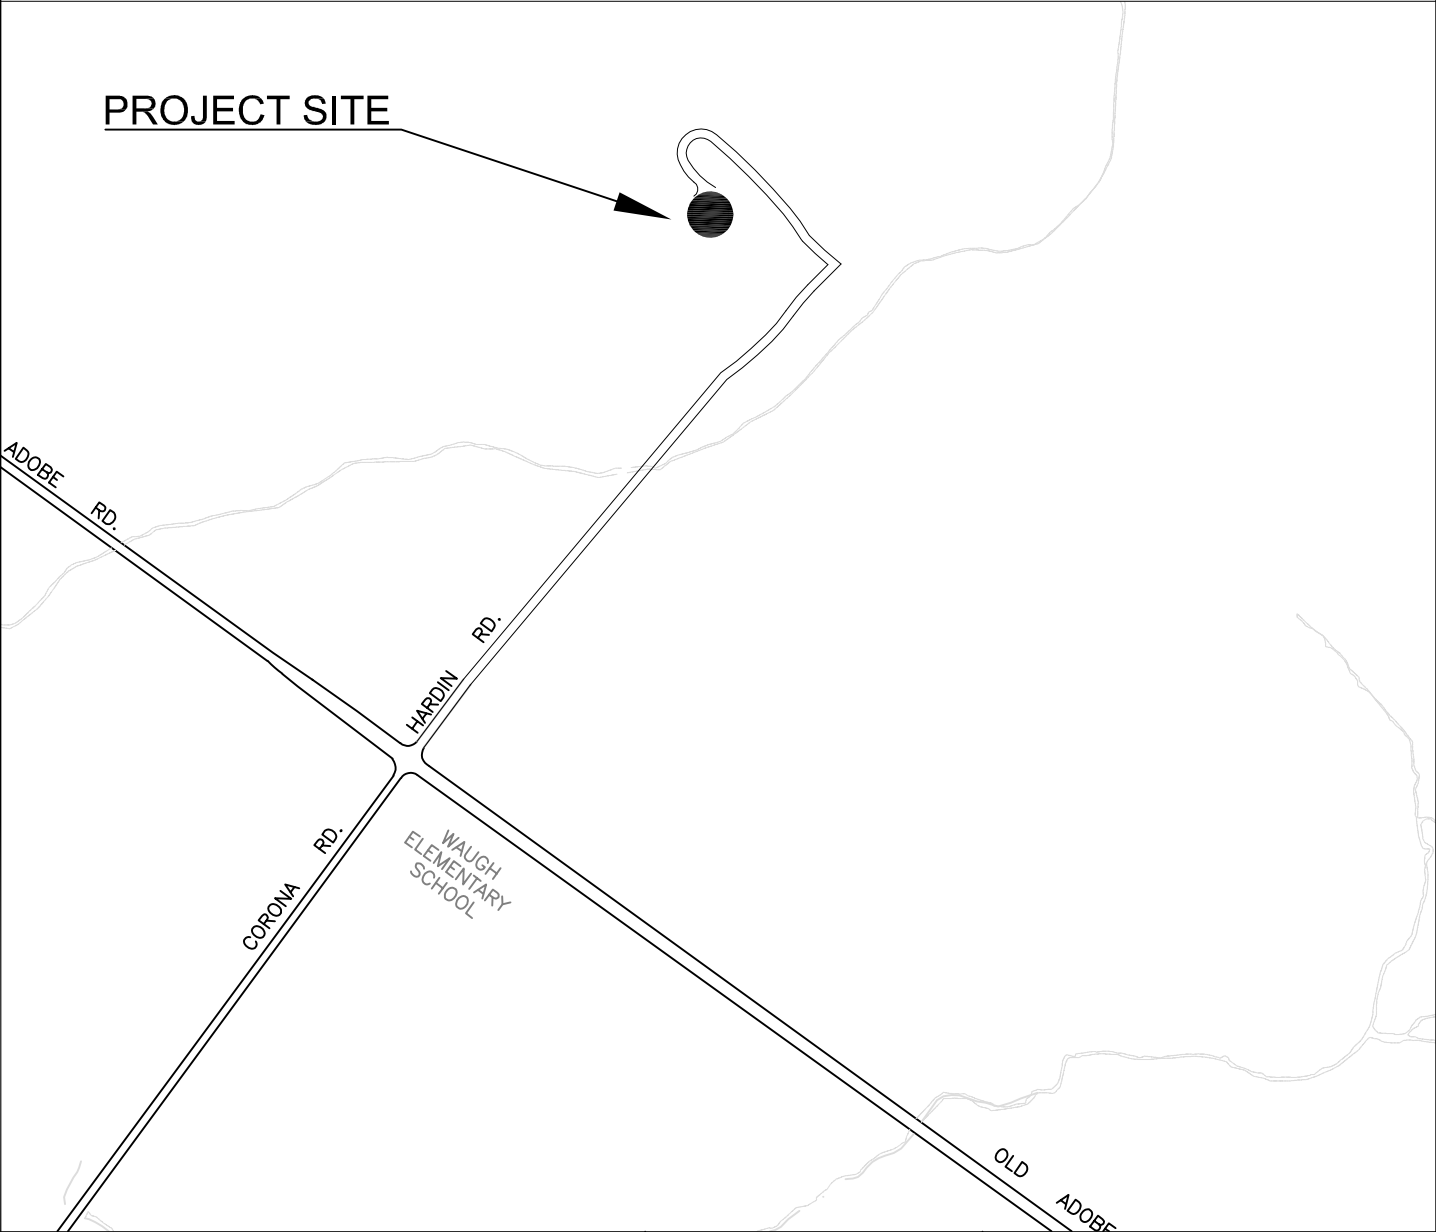 PROJECT SITE
ADOBE RD.
HARDIN RD.
CORONA RD.
WAUGH
ELEMENTARY
SCHOOL
OLD ADOBE